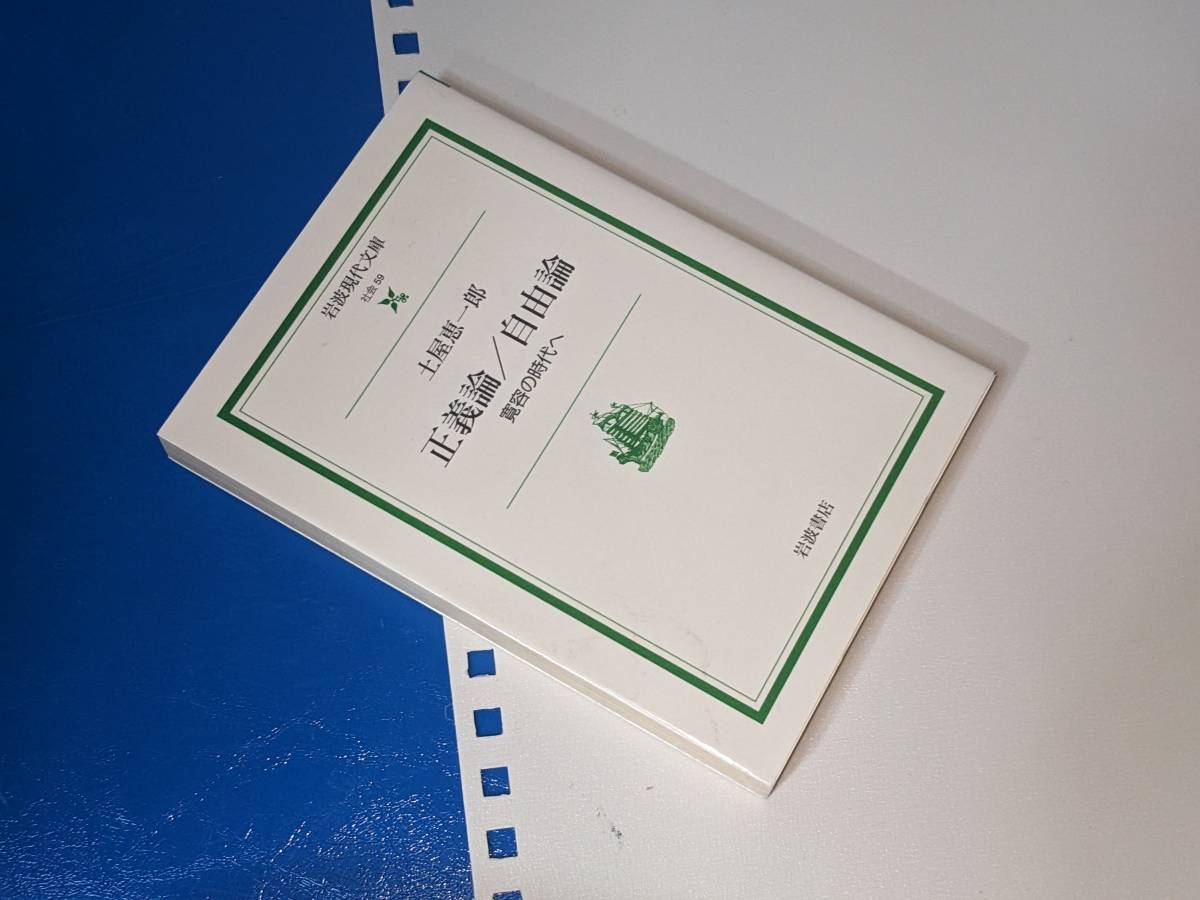 岩波現代文庫
社会 59
土屋恵一郎
正義論／自由論
寛容の時代へ
岩波書店